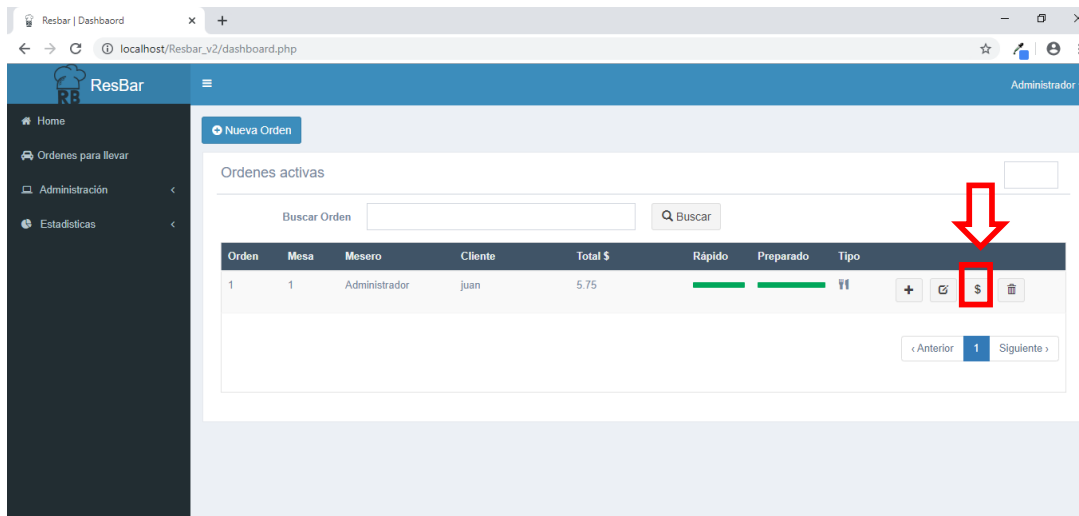 Resbar | Dashbaord
localhost/Resbar_v2/dashboard.php
RB ResBar
Administrador
Home
Ordenes para llevar
Administración
Estadisticas
Nueva Orden
Ordenes activas
Buscar Orden
Buscar
Orden Mesa Mesero Cliente Total $ Rápido Preparado Tipo
1 1 Administrador juan 5.75 $
‹ Anterior 1 Siguiente ›